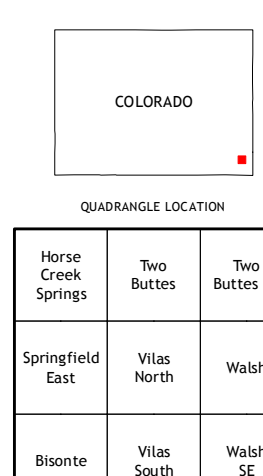 COLORADO
QUADRANGLE LOCATION
Horse
Creek
Springs
Two
Buttes
Two
Buttes
Springfield
East
Vilas
North
Walsh
Bisonte
Vilas
South
Walsh
SE